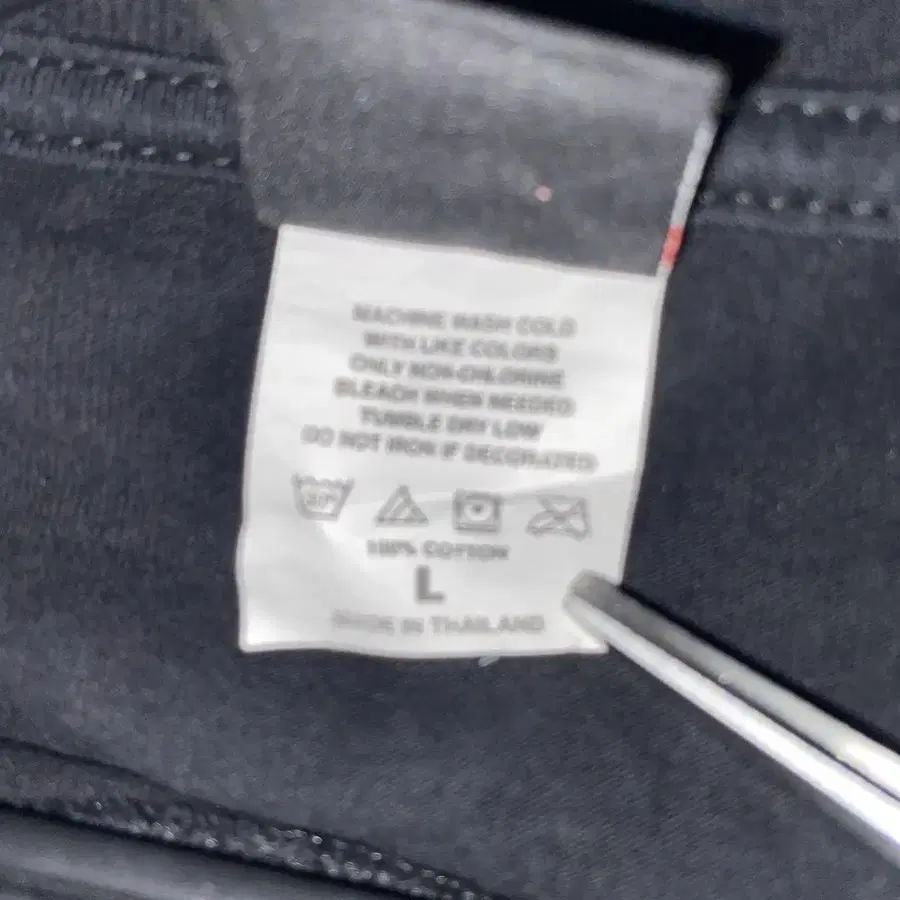 MACHINE WASH COLD
WITH LIKE COLORS
ONLY NON-CHLORINE
BLEACH WHEN NEEDED
TUMBLE DRY LOW
DO NOT IRON IF DECORATED
30°
100% COTTON
L
MADE IN THAILAND